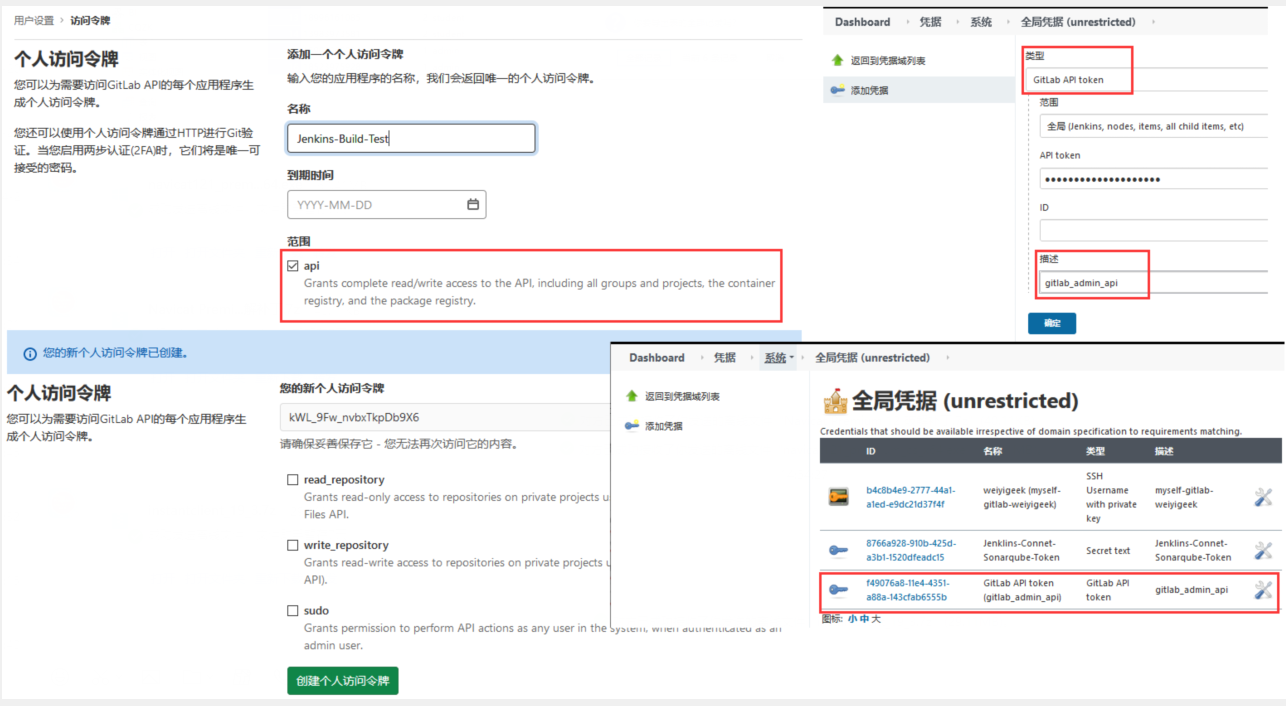 用户设置 › 访问令牌
个人访问令牌
您可以为需要访问GitLab API的每个应用程序生
成个人访问令牌。
您还可以使用个人访问令牌通过HTTP进行Git验
证。当您启用两步认证(2FA)时，它们将是唯一可
接受的密码。
添加一个个人访问令牌
输入您的应用程序的名称，我们会返回唯一的个人访问令牌。
名称
Jenkins-Build-Test
到期时间
YYYY-MM-DD
范围
api
Grants complete read/write access to the API, including all groups and projects, the container
registry, and the package registry.
Dashboard › 凭据 › 系统 › 全局凭据 (unrestricted) ›
返回到凭据域列表
添加凭据
类型
GitLab API token
范围
全局 (Jenkins, nodes, items, all child items, etc)
API token
••••••••••••••••••••
ID
描述
gitlab_admin_api
确定
您的新个人访问令牌已创建。
个人访问令牌
您可以为需要访问GitLab API的每个应用程序生
成个人访问令牌。
您的新个人访问令牌
kWL_9Fw_nvbxTkpDb9X6
请确保妥善保存它 - 您无法再次访问它的内容。
read_repository
Grants read-only access to repositories on private projects u
Files API.
write_repository
Grants read-write access to repositories on private projects u
API).
sudo
Grants permission to perform API actions as any user in the system, when authenticated as an
admin user.
创建个人访问令牌
Dashboard › 凭据 › 系统 › 全局凭据 (unrestricted) ›
返回到凭据域列表
添加凭据
全局凭据 (unrestricted)
Credentials that should be available irrespective of domain specification to requirements matching.
ID 名称 类型 描述
b4c8b4e9-2777-44a1-
a1ed-e9dc21d37f4f
weiyigeek (myself-
gitlab-weiyigeek)
SSH
Username
with private
key
myself-gitlab-
weiyigeek
8766a928-910b-425d-
a3b1-1520dfeadc15
Jenklins-Connet-
Sonarqube-Token
Secret text
Jenklins-Connet-
Sonarqube-Token
f49076a8-11e4-4351-
a88a-143cfab6555b
GitLab API token
(gitlab_admin_api)
GitLab API
token
gitlab_admin_api
图标: 小 中 大